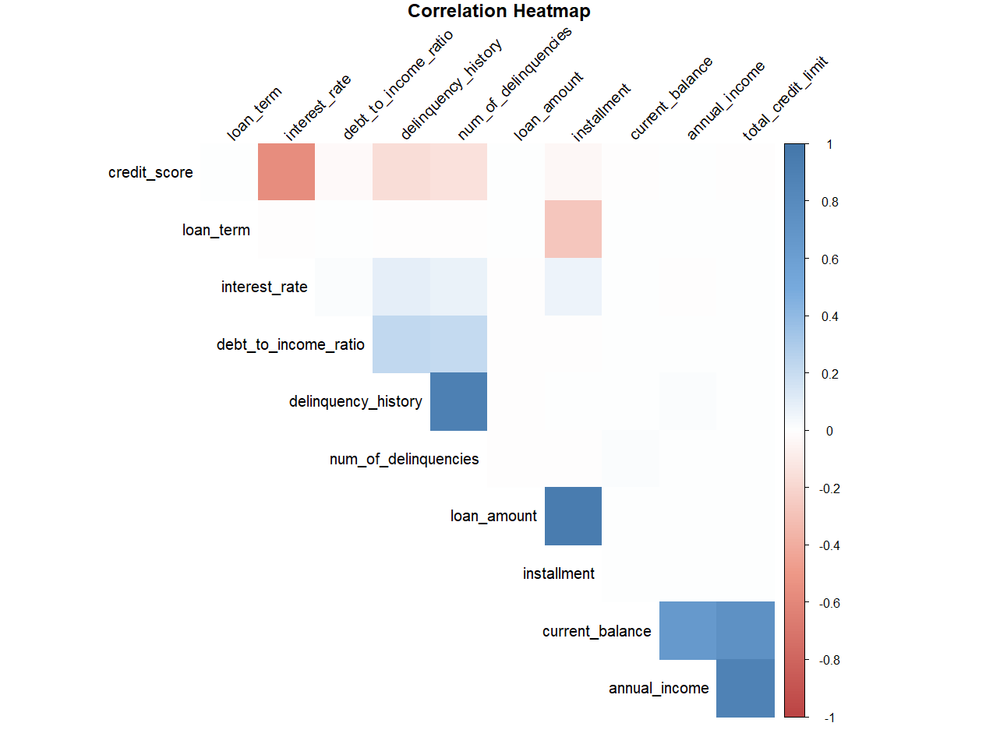 Correlation Heatmap
loan_term
interest_rate
debt_to_income_ratio
delinquency_history
num_of_delinquencies
loan_amount
installment
current_balance
annual_income
total_credit_limit
credit_score
loan_term
interest_rate
debt_to_income_ratio
delinquency_history
num_of_delinquencies
loan_amount
installment
current_balance
annual_income
1
0.8
0.6
0.4
0.2
0
-0.2
-0.4
-0.6
-0.8
-1